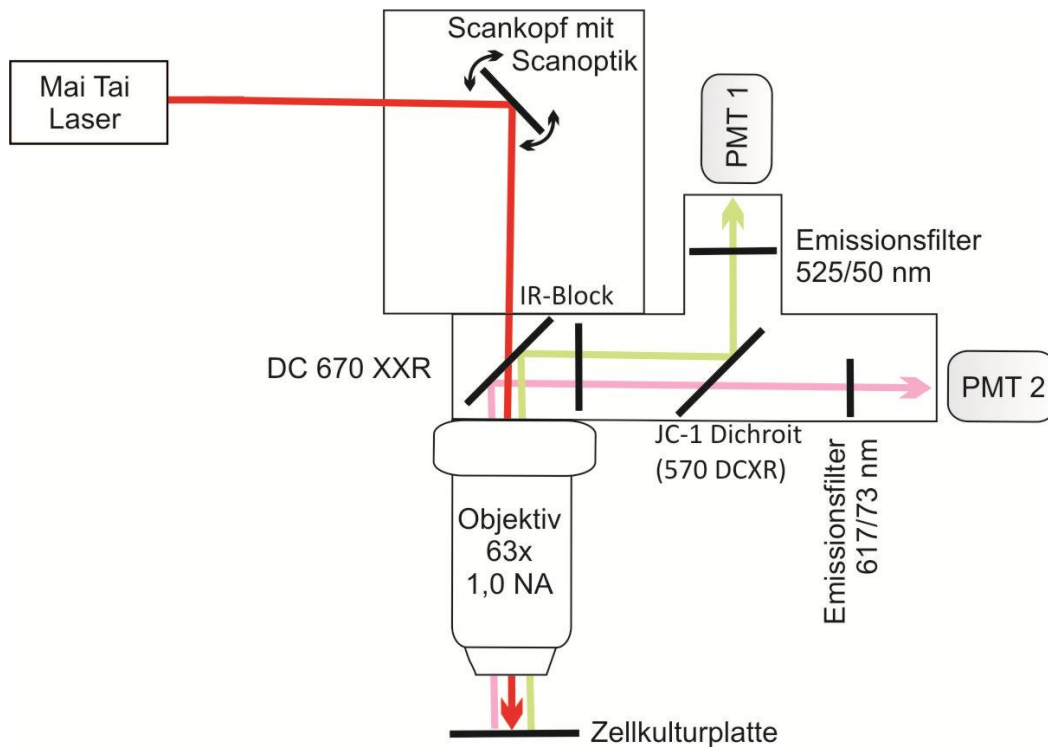 Scankopf mit
Scanoptik
Mai Tai
Laser
PMT 1
Emissionsfilter
525/50 nm
IR-Block
DC 670 XXR
PMT 2
JC-1 Dichroit
(570 DCXR)
Emissionsfilter
617/73 nm
Objektiv
63x
1,0 NA
Zellkulturplatte